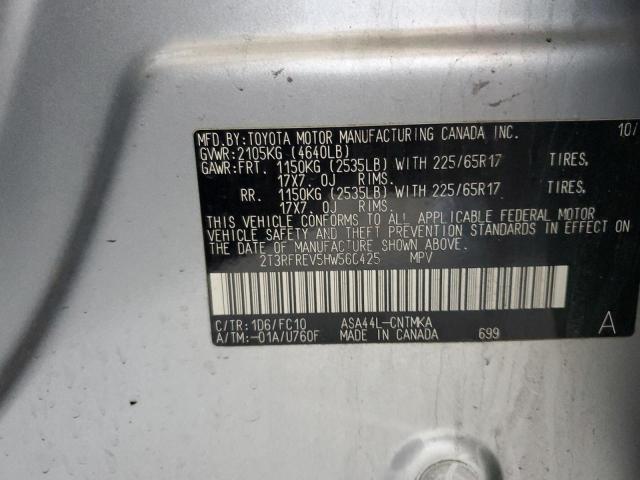 MFD.BY:TOYOTA MOTOR MANUFACTURING CANADA INC. 10/
GVWR:2105KG (4640LB)
GAWR:FRT. 1150KG (2535LB) WITH 225/65R17 TIRES.
17X7.0J RIMS.
RR. 1150KG (2535LB) WITH 225/65R17 TIRES.
17X7.0J RIMS.
THIS VEHICLE CONFORMS TO ALL APPLICABLE FEDERAL MOTOR
VEHICLE SAFETY AND THEFT PREVENTION STANDARDS IN EFFECT ON
THE DATE OF MANUFACTURE SHOWN ABOVE.
2T3RFREV5HW560425 MPV
C/TR:1D6/FC10 ASA44L-CNTMKA
A/TM:-01A/U760F MADE IN CANADA 699 A